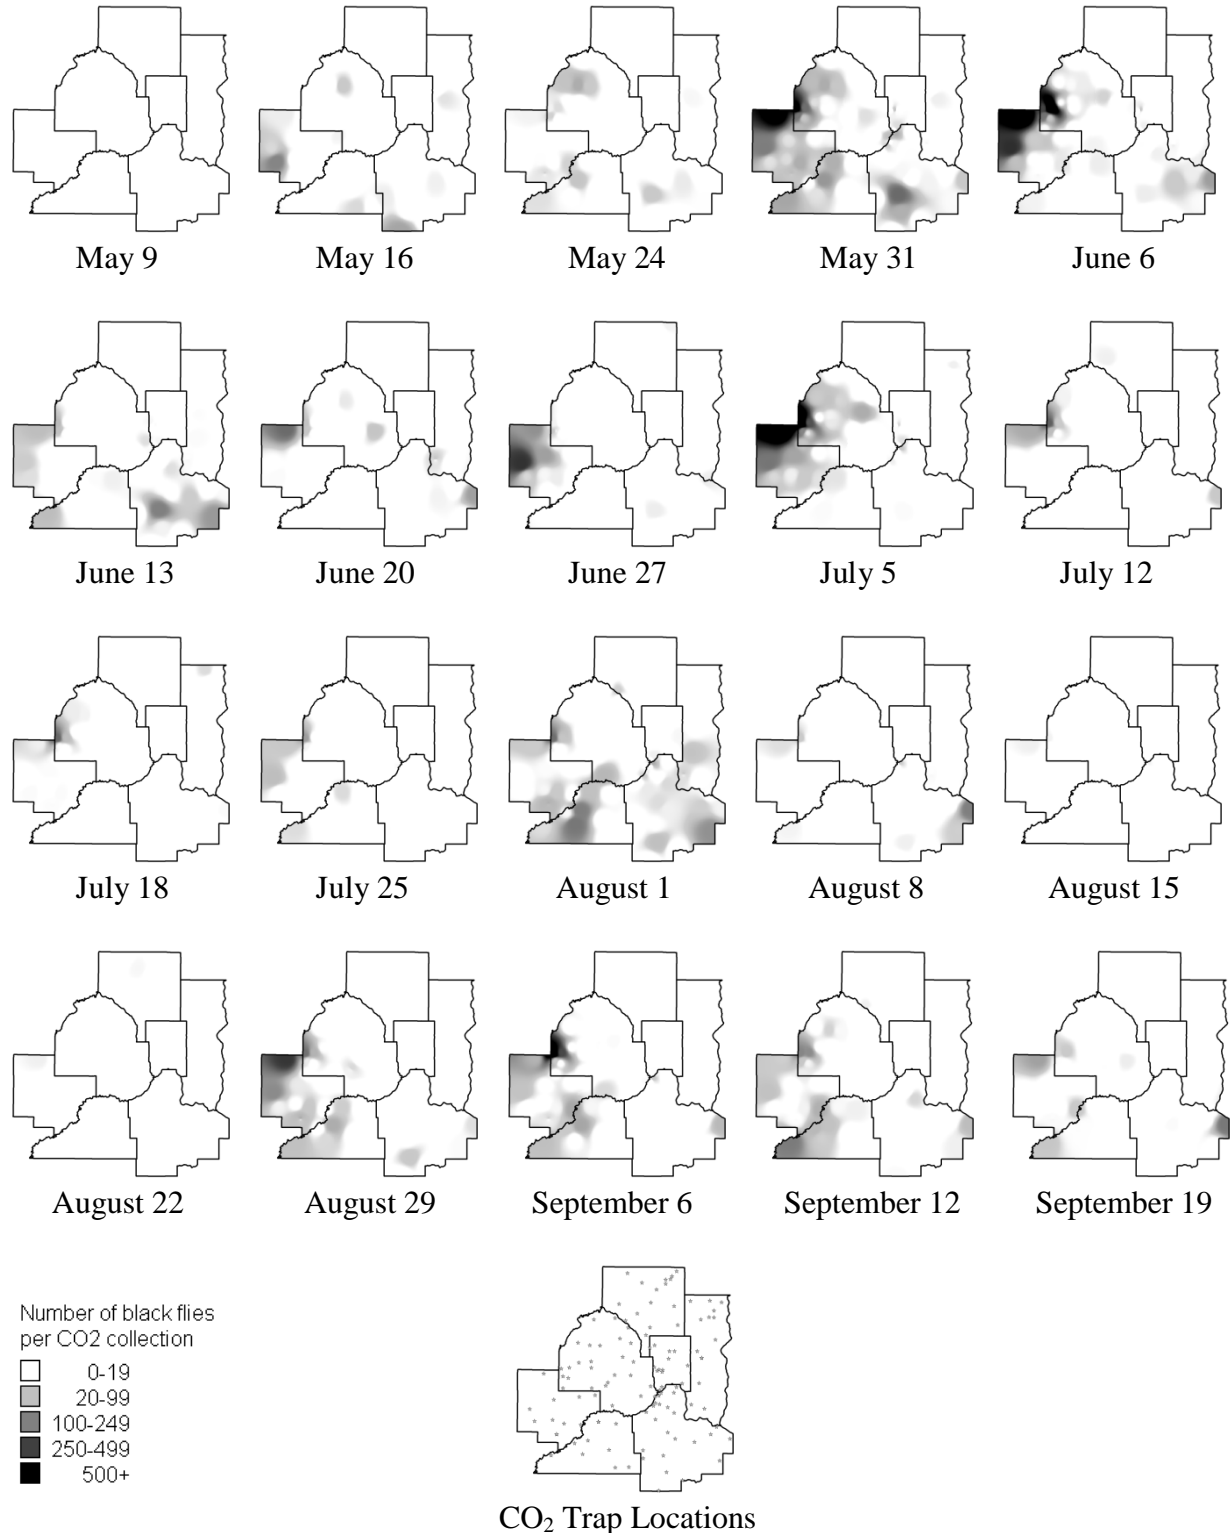 May 9 May 16 May 24 May 31 June 6
June 13 June 20 June 27 July 5 July 12
July 18 July 25 August 1 August 8 August 15
August 22 August 29 September 6 September 12 September 19
Number of black flies
per CO2 collection
0-19
20-99
100-249
250-499
500+
CO₂ Trap Locations